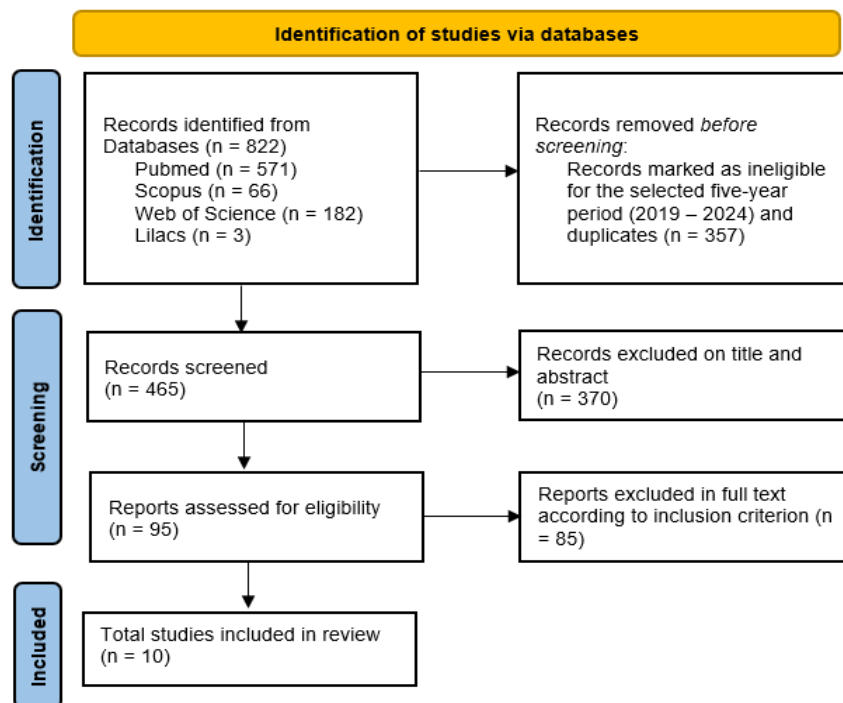 Identification of studies via databases
Identification
Records identified from
Databases (n = 822)
Pubmed (n = 571)
Scopus (n = 66)
Web of Science (n = 182)
Lilacs (n = 3)
Records removed before
screening:
Records marked as ineligible
for the selected five-year
period (2019 – 2024) and
duplicates (n = 357)
Screening
Records screened
(n = 465)
Records excluded on title and
abstract
(n = 370)
Reports assessed for eligibility
(n = 95)
Reports excluded in full text
according to inclusion criterion (n
= 85)
Included
Total studies included in review
(n = 10)